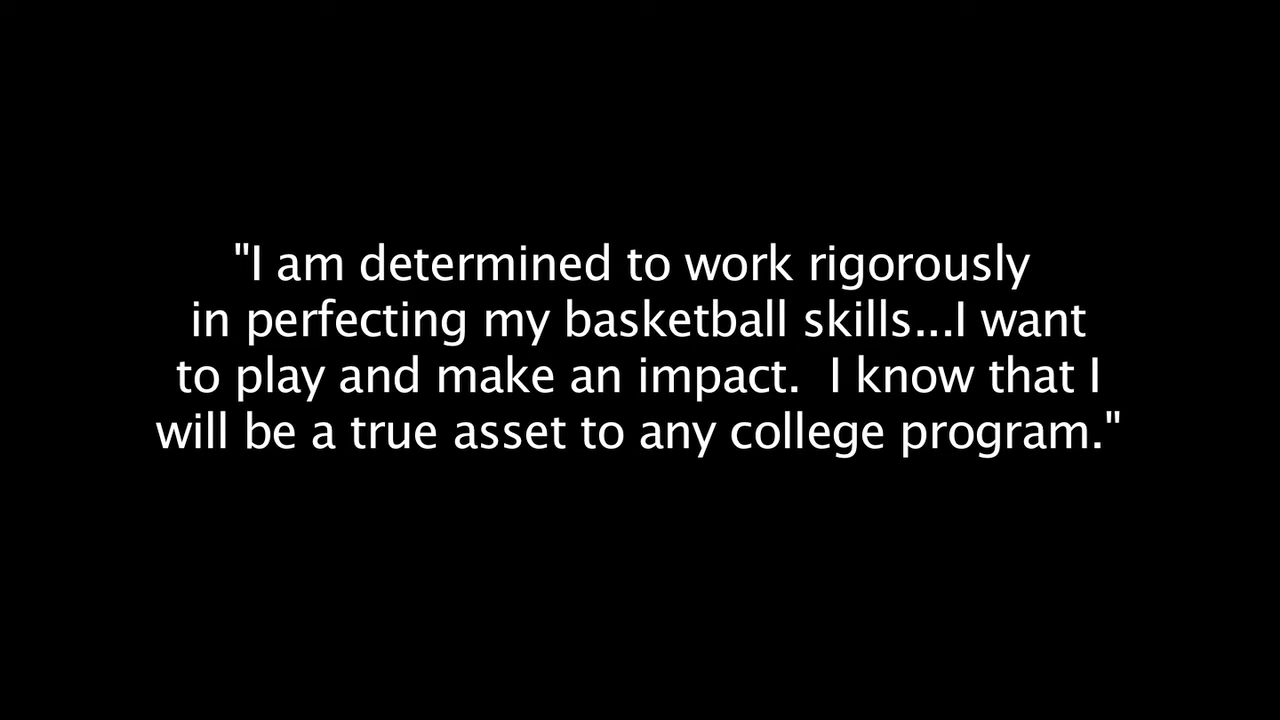 "I am determined to work rigorously
in perfecting my basketball skills...I want
to play and make an impact.  I know that I
will be a true asset to any college program."